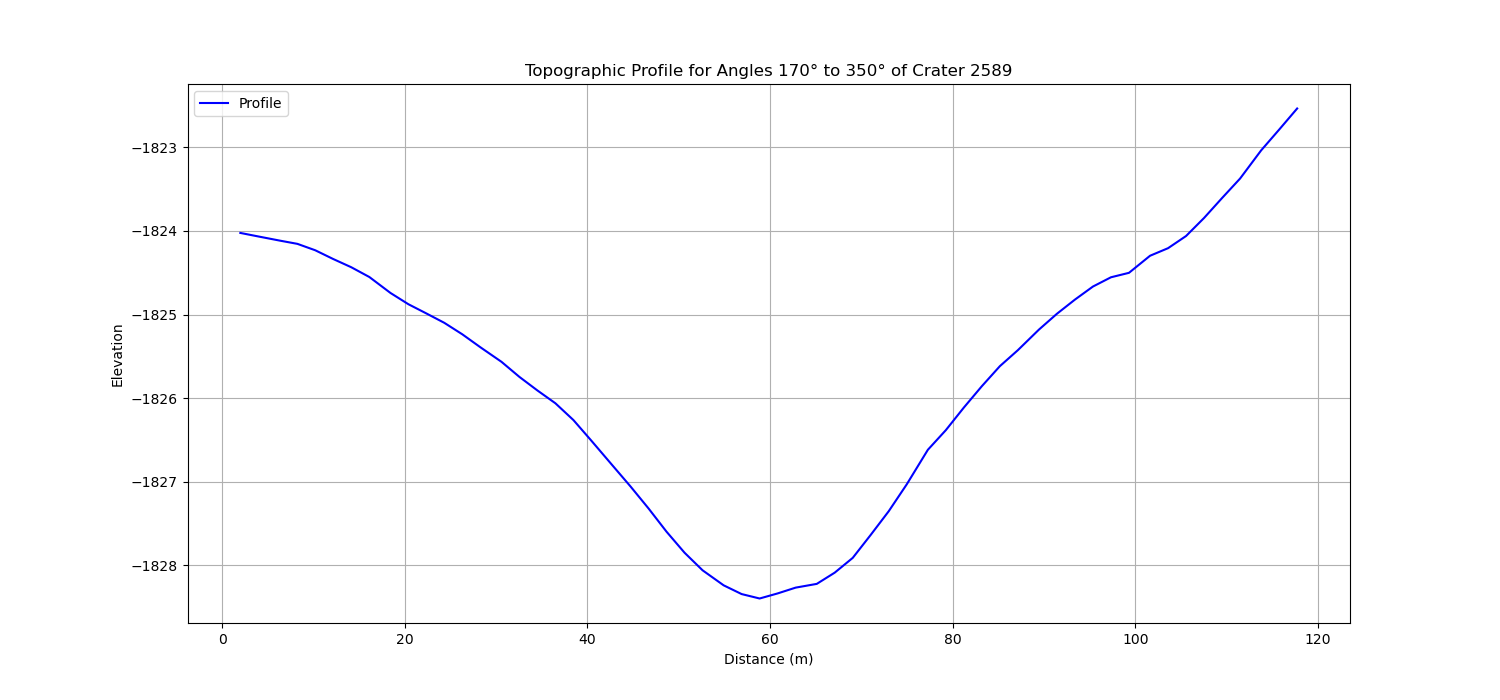 Topographic Profile for Angles 170° to 350° of Crater 2589
Profile
−1823
−1824
−1825
−1826
−1827
−1828
Elevation
0 20 40 60 80 100 120
Distance (m)